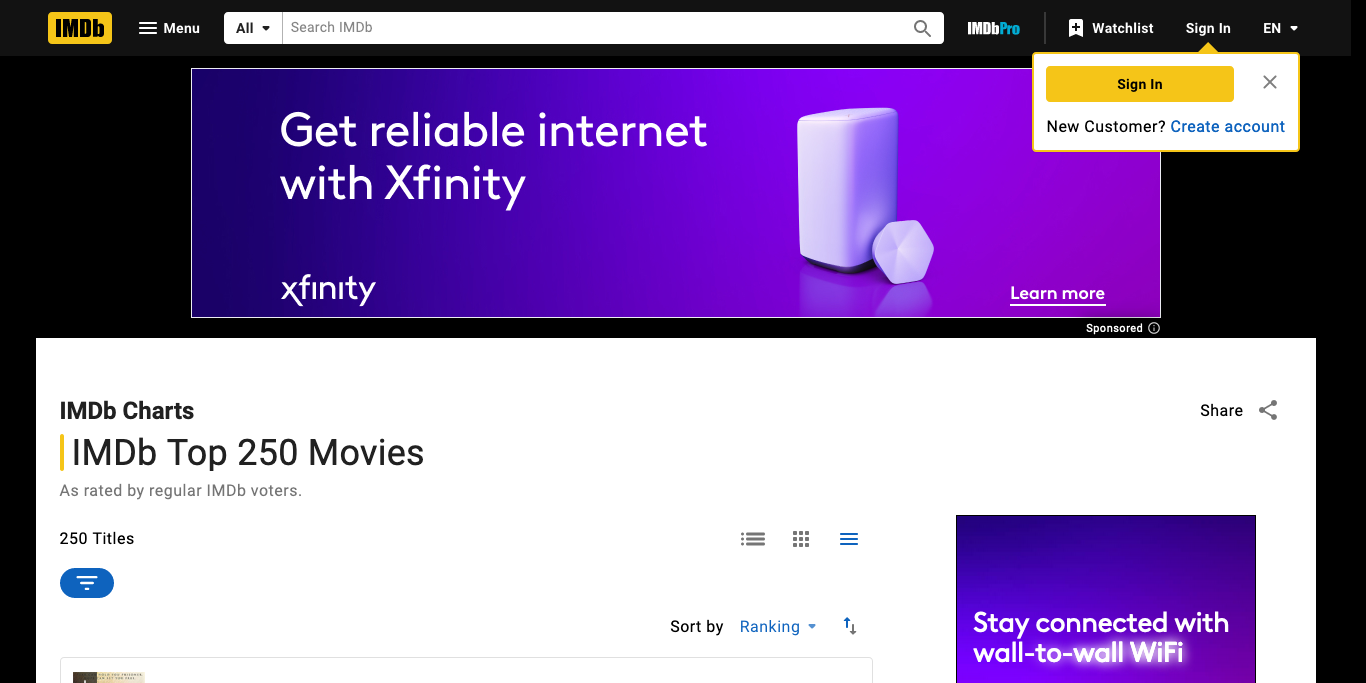 IMDb
Menu
All
Search IMDb
IMDbPro
Watchlist
Sign In
EN
Sign In
New Customer? Create account
Get reliable internet
with Xfinity
xfinity
Learn more
Sponsored
IMDb Charts
Share
IMDb Top 250 Movies
As rated by regular IMDb voters.
250 Titles
Sort by Ranking
Stay connected with
wall-to-wall WiFi